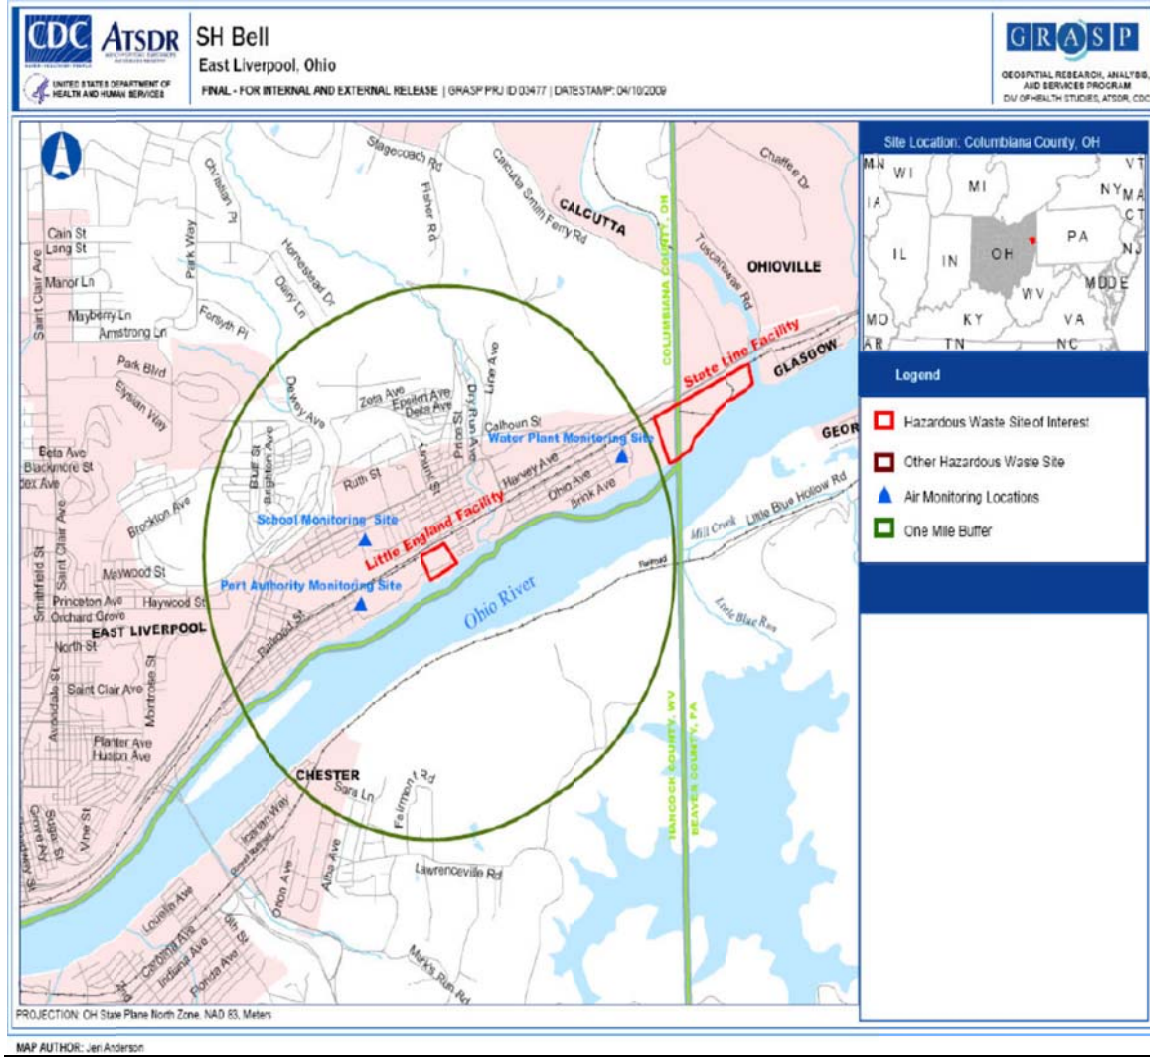 CDC ATSDR
UNITED STATES DEPARTMENT OF
HEALTH AND HUMAN SERVICES
SH Bell
East Liverpool, Ohio
FINAL - FOR INTERNAL AND EXTERNAL RELEASE | GRASP PRJ ID 03477 | DATESTAMP: 04/10/2009
GRASP
GEOSPATIAL RESEARCH, ANALYSIS,
AND SERVICES PROGRAM
DIV OF HEALTH STUDIES, ATSDR, CDC
Stagecoach Rd
Christian Pl
Park Way
Fisher Rd
Calcutta Smith Ferry Rd
CALCUTTA
Chaffee Dr
Tuscarawas Rd
OHIOVILLE
COLUMBIANA COUNTY, OH
Cain St
Lang St
Saint Clair Ave
Manor Ln
Mayberry Ln
Armstrong Ln
Forsyth Pl
Homestead Dr
Diary Ln
Park Blvd
Elysian Way
Dewey Ave
Zeta Ave
Epsilon Ave
Delta Ave
Line Ave
Dry Run Ave
Price St
Calhoun St
State Line Facility
GLASGOW
GEOR
Water Plant Monitoring Site
Beta Ave
Blackmore St
dex Ave
Saint Clair Ave
Brockton Ave
Bluff St
Brighton Ave
Ruth St
Harvey Ave
Ohio Ave
School Monitoring Site
Little England Facility
Port Authority Monitoring Site
Mill Creek
Little Blue Hollow Rd
Railroad
Little Blue Run
Ohio River
Smithfield St
Maywood St
Princeton Ave
Haywood St
Orchard Grove
EAST LIVERPOOL
Railroad St
North St
Saint Clair Ave
Montrose St
Avondale St
Planter Ave
Huston Ave
Vine St
CHESTER
Sara Ln
Fairmont Rd
Alba Ave
Orion Ave
Lawrenceville Rd
HANCOCK COUNTY, WV
BEAVER COUNTY, PA
Louella Ave
Carolina Ave
Indiana Ave
Florida Ave
6th St
2nd
Mirk's Run Rd
Site Location: Columbiana County, OH
MN
WI
MI
VT
NY
MA
CT
IA
PA
NJ
IL
IN
OH
MD
DE
WV
MO
KY
VA
AR
TN
NC
Legend
Hazardous Waste Site of Interest
Other Hazardous Waste Site
Air Monitoring Locations
One Mile Buffer
PROJECTION: OH State Plane North Zone, NAD 83, Meters
MAP AUTHOR: Jeri Anderson